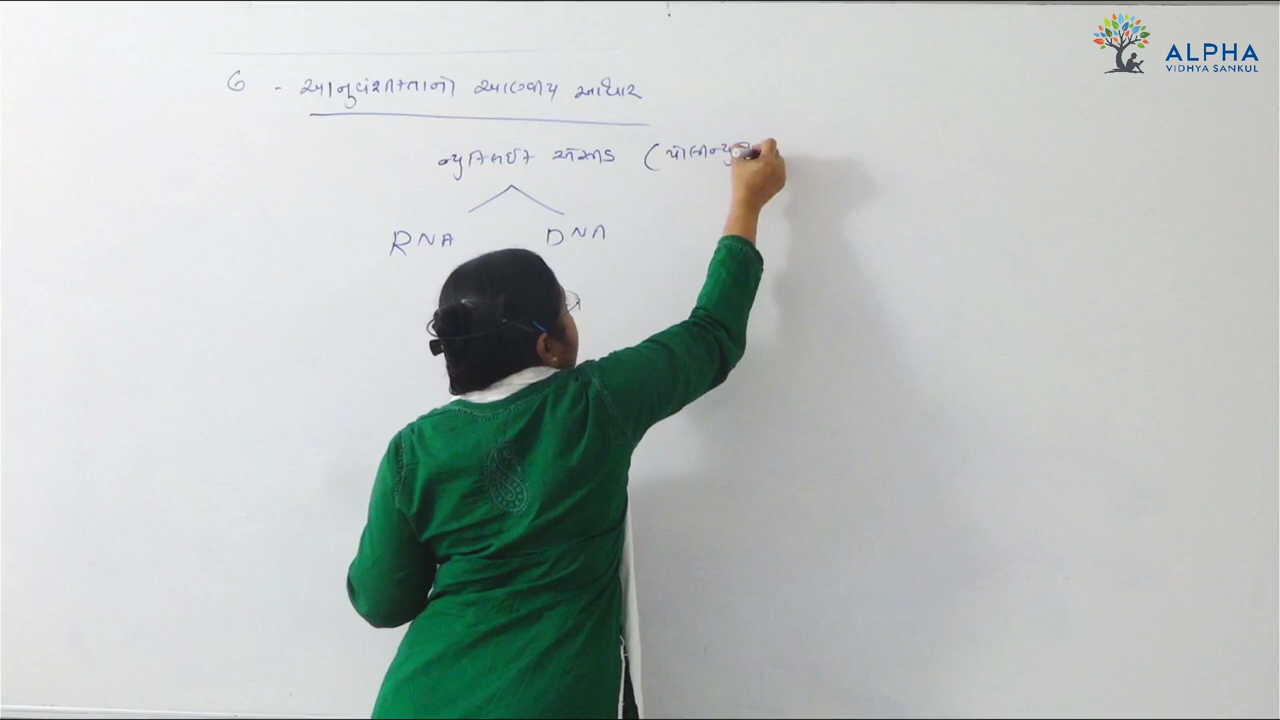 ALPHA
VIDHYA SANKUL
6 - આનુવંશીકતાનો આણ્વીય આધાર
ન્યુક્લિઈક એસિડ (પોલીન્યુ
RNA DNA